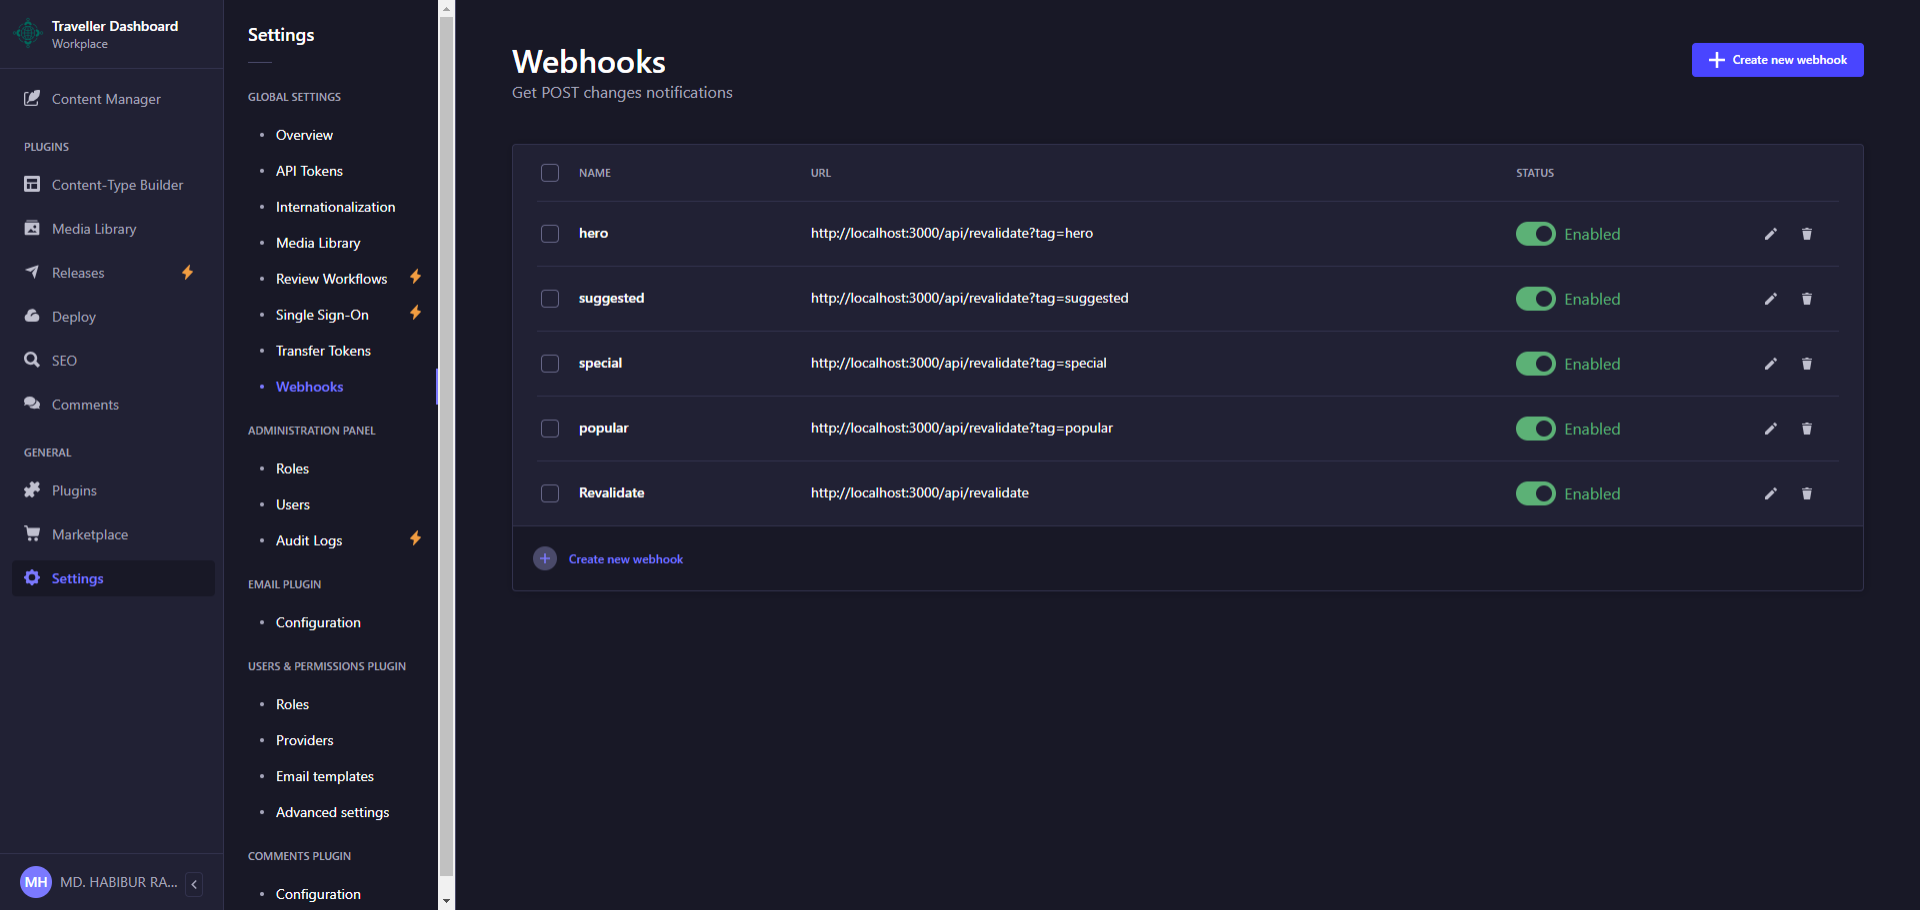 Traveller Dashboard
Workplace
Content Manager
PLUGINS
Content-Type Builder
Media Library
Releases
Deploy
SEO
Comments
GENERAL
Plugins
Marketplace
Settings
MH
MD. HABIBUR RA...
Settings
GLOBAL SETTINGS
Overview
API Tokens
Internationalization
Media Library
Review Workflows
Single Sign-On
Transfer Tokens
Webhooks
ADMINISTRATION PANEL
Roles
Users
Audit Logs
EMAIL PLUGIN
Configuration
USERS & PERMISSIONS PLUGIN
Roles
Providers
Email templates
Advanced settings
COMMENTS PLUGIN
Configuration
Webhooks
Get POST changes notifications
Create new webhook
NAME URL STATUS
hero http://localhost:3000/api/revalidate?tag=hero Enabled
suggested http://localhost:3000/api/revalidate?tag=suggested Enabled
special http://localhost:3000/api/revalidate?tag=special Enabled
popular http://localhost:3000/api/revalidate?tag=popular Enabled
Revalidate http://localhost:3000/api/revalidate Enabled
Create new webhook